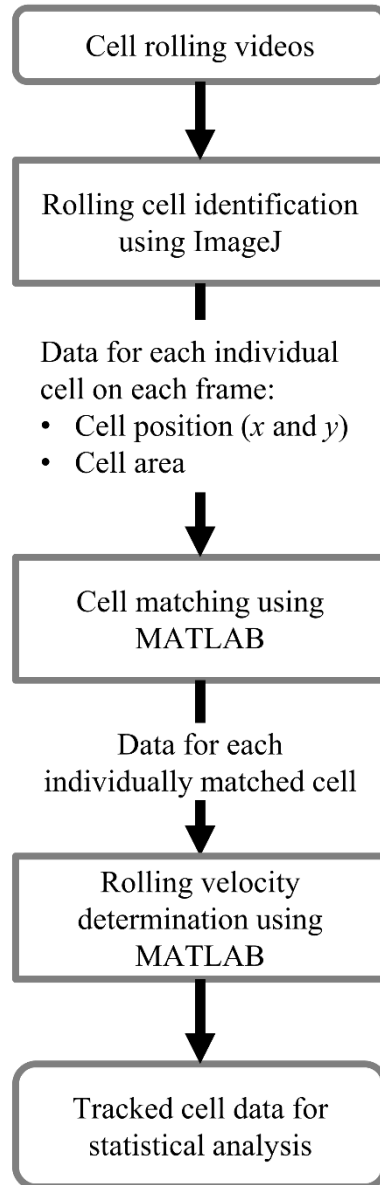 Cell rolling videos
Rolling cell identification
using ImageJ
Data for each individual
cell on each frame:
• Cell position (x and y)
• Cell area
Cell matching using
MATLAB
Data for each
individually matched cell
Rolling velocity
determination using
MATLAB
Tracked cell data for
statistical analysis